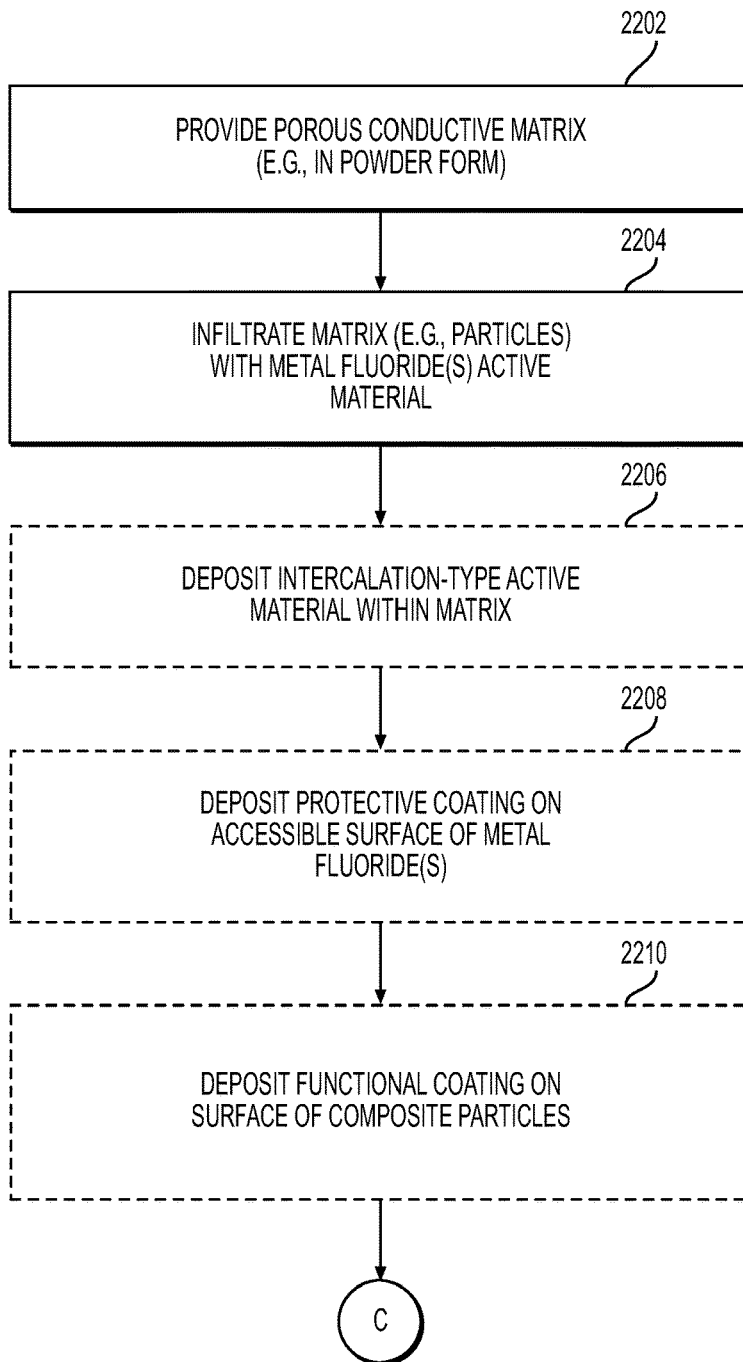 2202
PROVIDE POROUS CONDUCTIVE MATRIX
(E.G., IN POWDER FORM)
2204
INFILTRATE MATRIX (E.G., PARTICLES)
WITH METAL FLUORIDE(S) ACTIVE
MATERIAL
2206
DEPOSIT INTERCALATION-TYPE ACTIVE
MATERIAL WITHIN MATRIX
2208
DEPOSIT PROTECTIVE COATING ON
ACCESSIBLE SURFACE OF METAL
FLUORIDE(S)
2210
DEPOSIT FUNCTIONAL COATING ON
SURFACE OF COMPOSITE PARTICLES
C